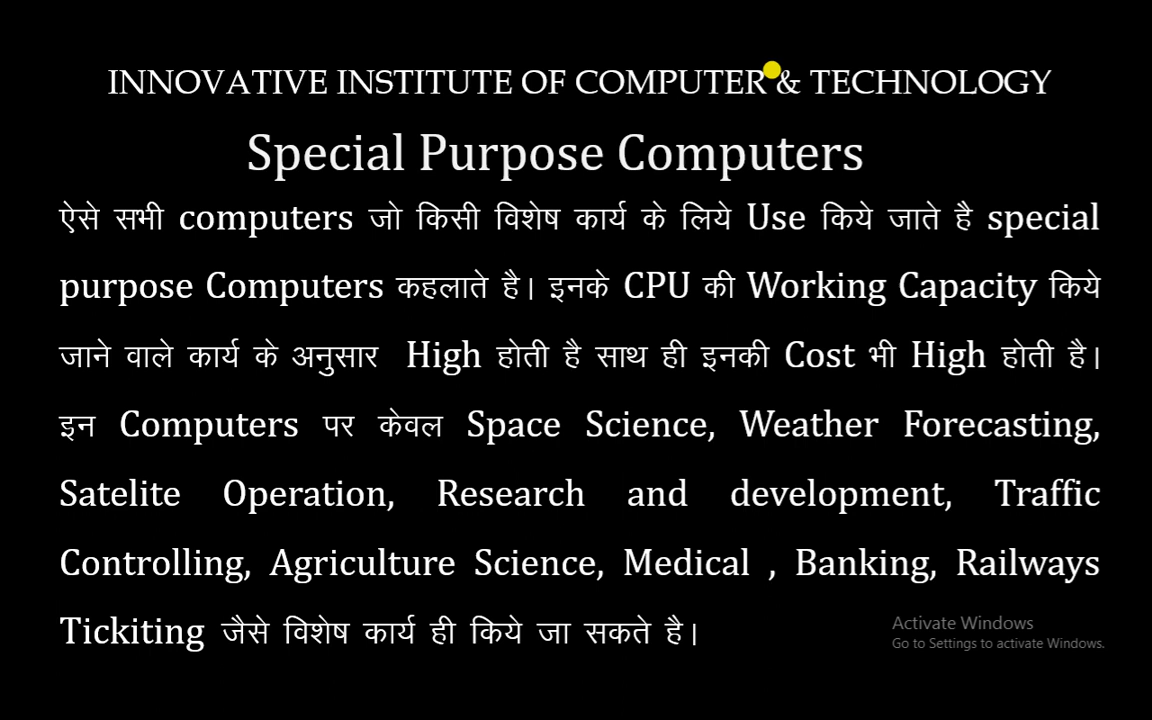 INNOVATIVE INSTITUTE OF COMPUTER & TECHNOLOGY
Special Purpose Computers
ऐसे सभी computers जो किसी विशेष कार्य के लिये Use किये जाते है special
purpose Computers कहलाते है। इनके CPU की Working Capacity किये
जाने वाले कार्य के अनुसार High होती है साथ ही इनकी Cost भी High होती है।
इन Computers पर केवल Space Science, Weather Forecasting,
Satelite Operation, Research and development, Traffic
Controlling, Agriculture Science, Medical , Banking, Railways
Tickiting जैसे विशेष कार्य ही किये जा सकते है।
Activate Windows
Go to Settings to activate Windows.